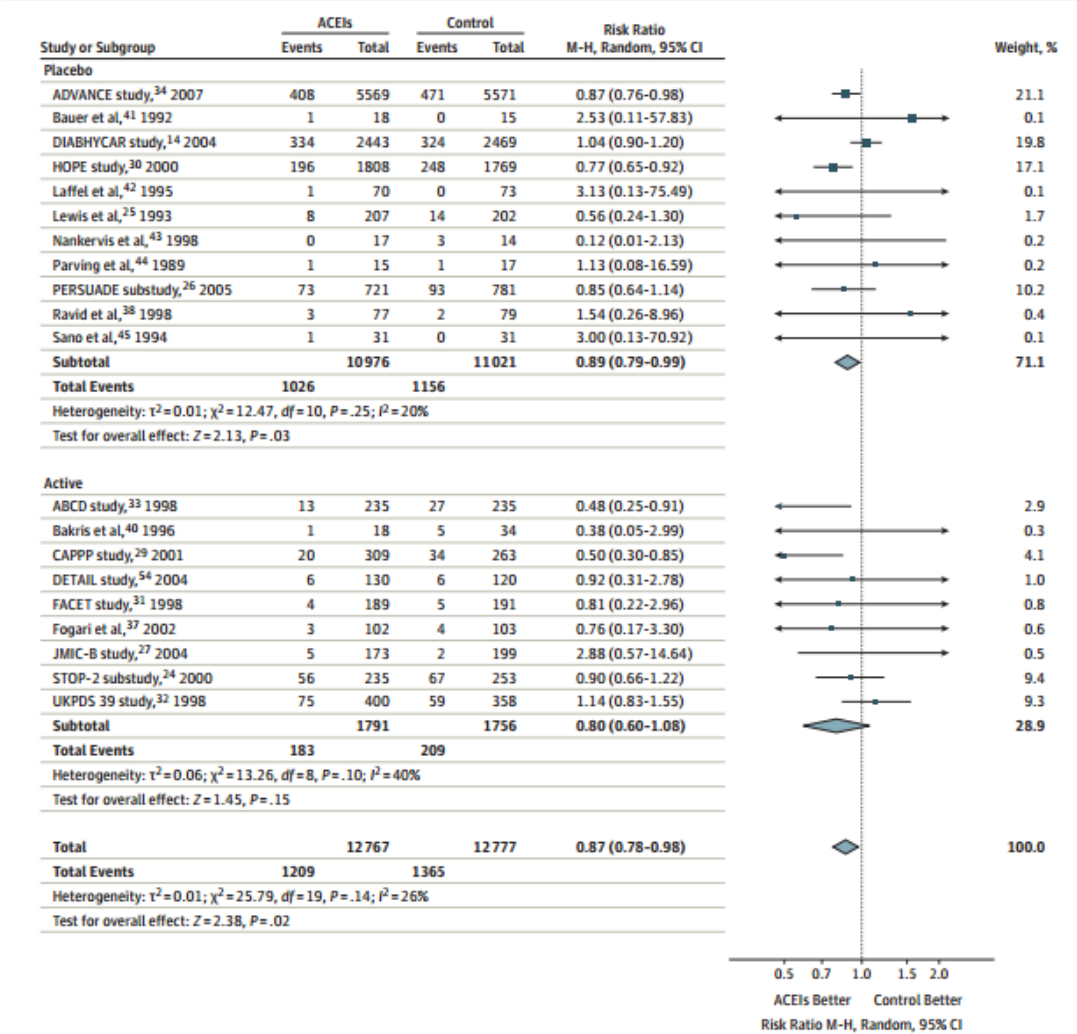 ACEIs Control Risk Ratio
Study or Subgroup Events Total Events Total M-H, Random, 95% CI Weight, %
Placebo
ADVANCE study,34 2007 408 5569 471 5571 0.87 (0.76-0.98) 21.1
Bauer et al,41 1992 1 18 0 15 2.53 (0.11-57.83) 0.1
DIABHYCAR study,14 2004 334 2443 324 2469 1.04 (0.90-1.20) 19.8
HOPE study,30 2000 196 1808 248 1769 0.77 (0.65-0.92) 17.1
Laffel et al,42 1995 1 70 0 73 3.13 (0.13-75.49) 0.1
Lewis et al,25 1993 8 207 14 202 0.56 (0.24-1.30) 1.7
Nankervis et al,43 1998 0 17 3 14 0.12 (0.01-2.13) 0.2
Parving et al,44 1989 1 15 1 17 1.13 (0.08-16.59) 0.2
PERSUADE substudy,26 2005 73 721 93 781 0.85 (0.64-1.14) 10.2
Ravid et al,38 1998 3 77 2 79 1.54 (0.26-8.96) 0.4
Sano et al,45 1994 1 31 0 31 3.00 (0.13-70.92) 0.1
Subtotal 10976 11021 0.89 (0.79-0.99) 71.1
Total Events 1026 1156
Heterogeneity: τ2=0.01; χ2=12.47, df=10, P=.25; I2=20%
Test for overall effect: Z=2.13, P=.03
Active
ABCD study,33 1998 13 235 27 235 0.48 (0.25-0.91) 2.9
Bakris et al,40 1996 1 18 5 34 0.38 (0.05-2.99) 0.3
CAPPP study,29 2001 20 309 34 263 0.50 (0.30-0.85) 4.1
DETAIL study,54 2004 6 130 6 120 0.92 (0.31-2.78) 1.0
FACET study,31 1998 4 189 5 191 0.81 (0.22-2.96) 0.8
Fogari et al,37 2002 3 102 4 103 0.76 (0.17-3.30) 0.6
JMIC-B study,27 2004 5 173 2 199 2.88 (0.57-14.64) 0.5
STOP-2 substudy,24 2000 56 235 67 253 0.90 (0.66-1.22) 9.4
UKPDS 39 study,32 1998 75 400 59 358 1.14 (0.83-1.55) 9.3
Subtotal 1791 1756 0.80 (0.60-1.08) 28.9
Total Events 183 209
Heterogeneity: τ2=0.06; χ2=13.26, df=8, P=.10; I2=40%
Test for overall effect: Z=1.45, P=.15
Total 12767 12777 0.87 (0.78-0.98) 100.0
Total Events 1209 1365
Heterogeneity: τ2=0.01; χ2=25.79, df=19, P=.14; I2=26%
Test for overall effect: Z=2.38, P=.02
0.5 0.7 1.0 1.5 2.0
ACEIs Better Control Better
Risk Ratio M-H, Random, 95% CI